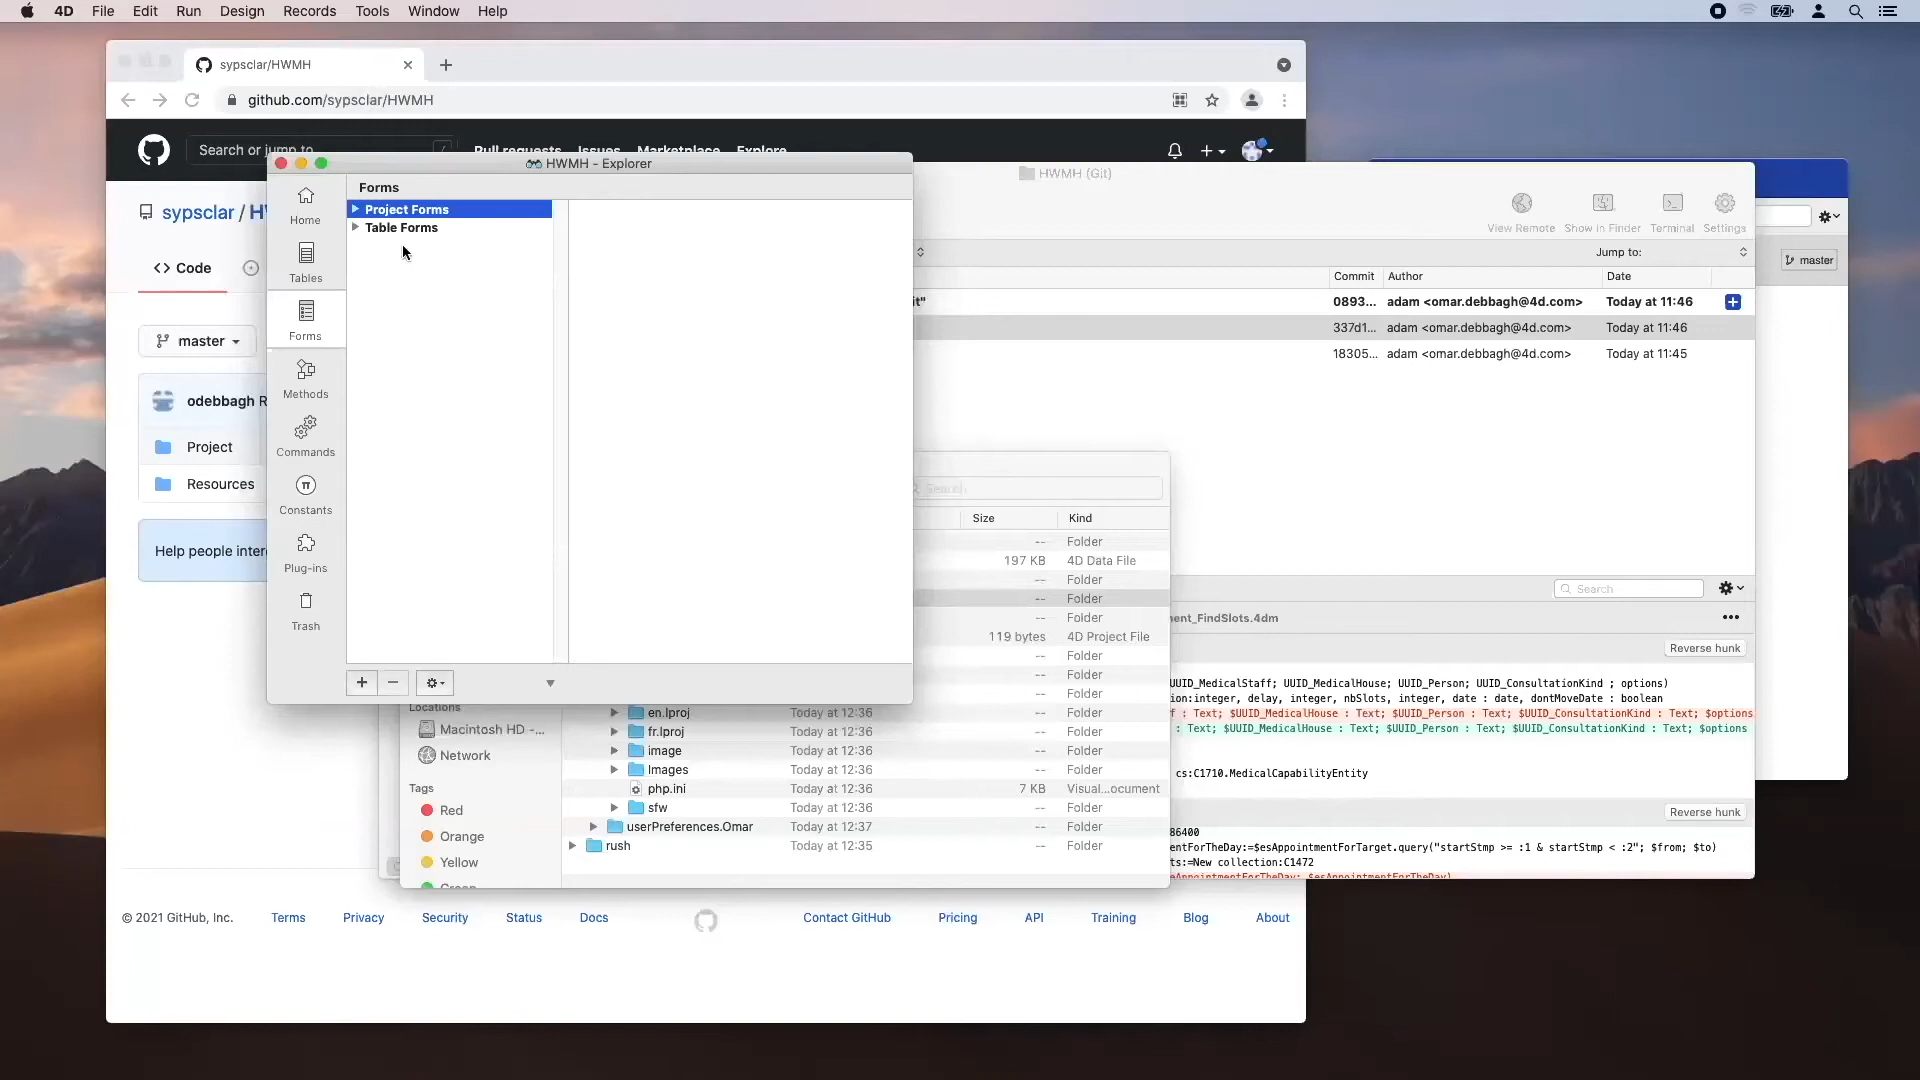 4D File Edit Run Design Records Tools Window Help
sypsclar/HWMH
github.com/sypsclar/HWMH
Search or jump to
/
Pull requests Issues Marketplace Explore
HWMH - Explorer
HWMH (Git)
Forms
Home
Project Forms
Table Forms
Tables
Forms
Methods
Commands
Constants
Plug-ins
Trash
sypsclar /
<> Code
master
odebbagh
Project
Resources
View Remote Show in Finder Terminal Settings
Jump to:
master
Commit Author Date
it"
0893... adam <omar.debbagh@4d.com> Today at 11:46
337d1... adam <omar.debbagh@4d.com> Today at 11:46
18305... adam <omar.debbagh@4d.com> Today at 11:45
Search
Size Kind
-- Folder
197 KB 4D Data File
-- Folder
-- Folder
-- Folder
119 bytes 4D Project File
-- Folder
-- Folder
-- Folder
Locations
Macintosh HD -...
Network
Tags
Red
Orange
Yellow
Green
en.lproj Today at 12:36 -- Folder
fr.lproj Today at 12:36 -- Folder
image Today at 12:36 -- Folder
Images Today at 12:36 -- Folder
php.ini Today at 12:36 7 KB Visual...ocument
sfw Today at 12:36 -- Folder
userPreferences.Omar Today at 12:37 -- Folder
rush Today at 12:35 -- Folder
Search
ent_FindSlots.4dm
Reverse hunk
UUID_MedicalStaff; UUID_MedicalHouse; UUID_Person; UUID_ConsultationKind ; options)
ion:integer, delay, integer, nbSlots, integer, date : date, dontMoveDate : boolean
f : Text; $UUID_MedicalHouse : Text; $UUID_Person : Text; $UUID_ConsultationKind : Text; $options
: Text; $UUID_MedicalHouse : Text; $UUID_Person : Text; $UUID_ConsultationKind : Text; $options
cs:C1710.MedicalCapabilityEntity
Reverse hunk
86400
entForTheDay:=$esAppointmentForTarget.query("startStmp >= :1 & startStmp < :2"; $from; $to)
ts:=New collection:C1472
© 2021 GitHub, Inc. Terms Privacy Security Status Docs Contact GitHub Pricing API Training Blog About